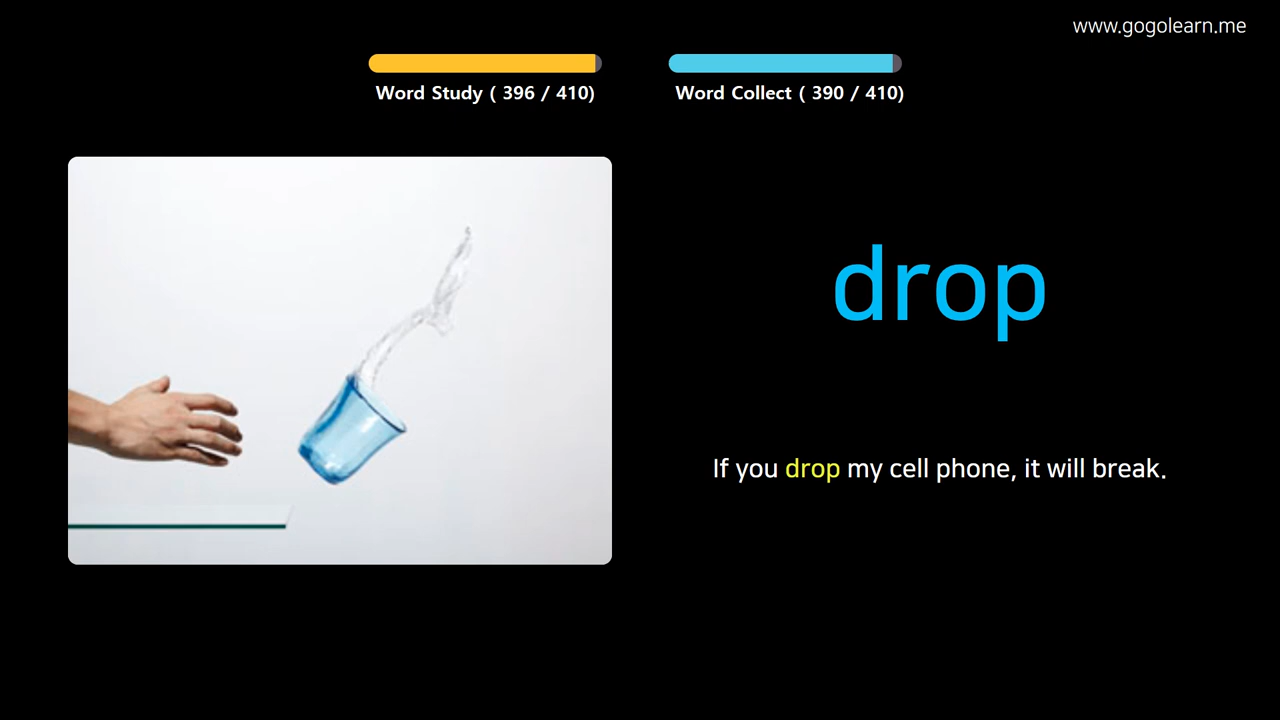 www.gogolearn.me
Word Study ( 396 / 410)
Word Collect ( 390 / 410)
drop
If you drop my cell phone, it will break.